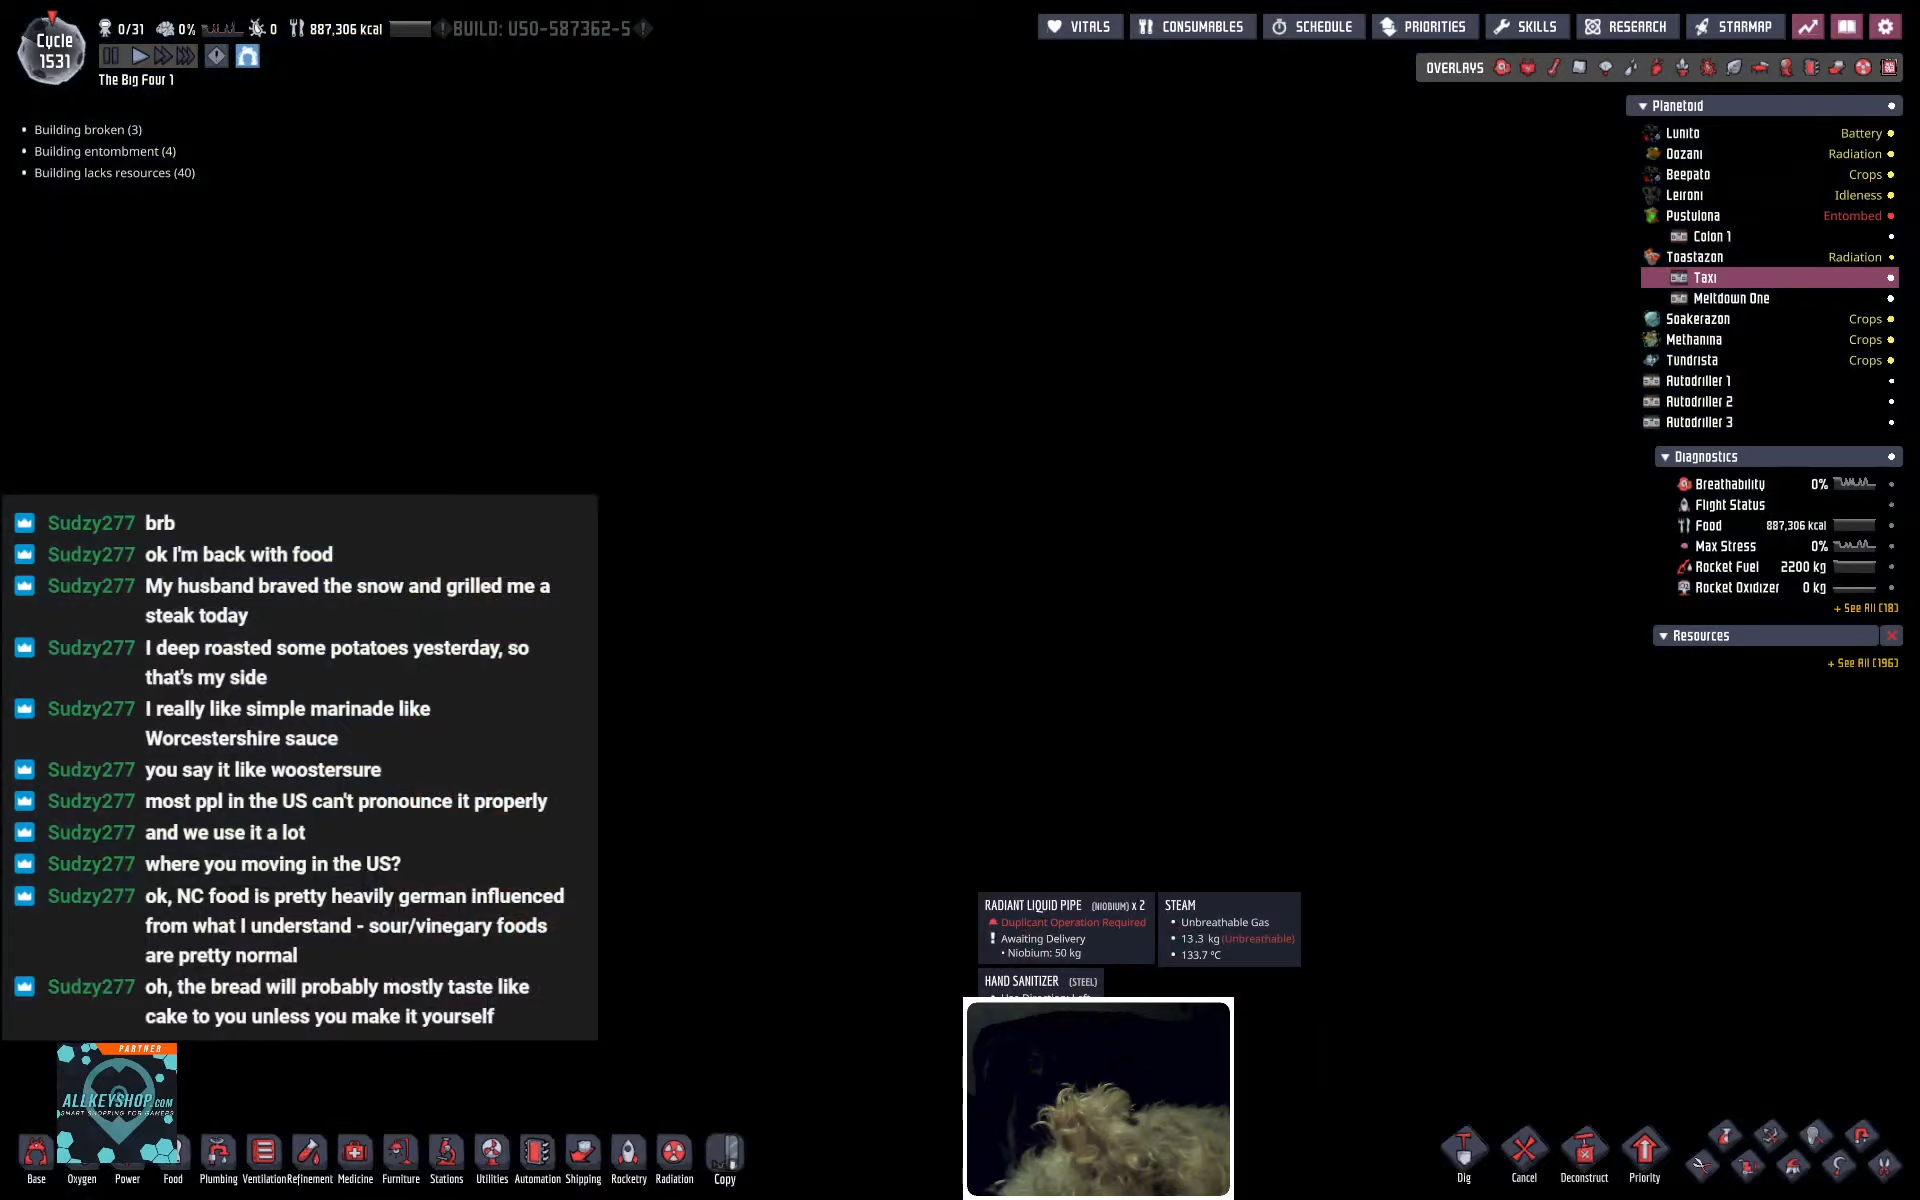 Cycle
1531
0/31
0%
0
887,306 kcal
BUILD: U50-587362-S
The Big Four 1
VITALS
CONSUMABLES
SCHEDULE
PRIORITIES
SKILLS
RESEARCH
STARMAP
OVERLAYS
• Building broken (3)
• Building entombment (4)
• Building lacks resources (40)
Planetoid
Lunito Battery
Oozani Radiation
Beepato Crops
Leironi Idleness
Pustulona Entombed
Colon 1
Toastazon Radiation
Taxi
Meltdown One
Soakerazon Crops
Methanina Crops
Tundrista Crops
Autodriller 1
Autodriller 2
Autodriller 3
Diagnostics
Breathability 0%
Flight Status
Food 887,306 kcal
Max Stress 0%
Rocket Fuel 2200 kg
Rocket Oxidizer 0 kg
+ See All (18)
Resources
+ See All (196)
Sudzy277 brb
Sudzy277 ok I'm back with food
Sudzy277 My husband braved the snow and grilled me a
steak today
Sudzy277 I deep roasted some potatoes yesterday, so
that's my side
Sudzy277 I really like simple marinade like
Worcestershire sauce
Sudzy277 you say it like woostersure
Sudzy277 most ppl in the US can't pronounce it properly
Sudzy277 and we use it a lot
Sudzy277 where you moving in the US?
Sudzy277 ok, NC food is pretty heavily german influenced
from what I understand - sour/vinegary foods
are pretty normal
Sudzy277 oh, the bread will probably mostly taste like
cake to you unless you make it yourself
RADIANT LIQUID PIPE (NIOBIUM) X 2
Duplicant Operation Required
! Awaiting Delivery
• Niobium: 50 kg
STEAM
• Unbreathable Gas
• 13.3 kg (Unbreathable)
• 133.7 °C
HAND SANITIZER (STEEL)
PARTNER
ALLKEYSHOP.COM
SMART SHOPPING FOR GAMERS
Base
Oxygen
Power
Food
Plumbing
Ventilation
Refinement
Medicine
Furniture
Stations
Utilities
Automation
Shipping
Rocketry
Radiation
Copy
Dig
Cancel
Deconstruct
Priority